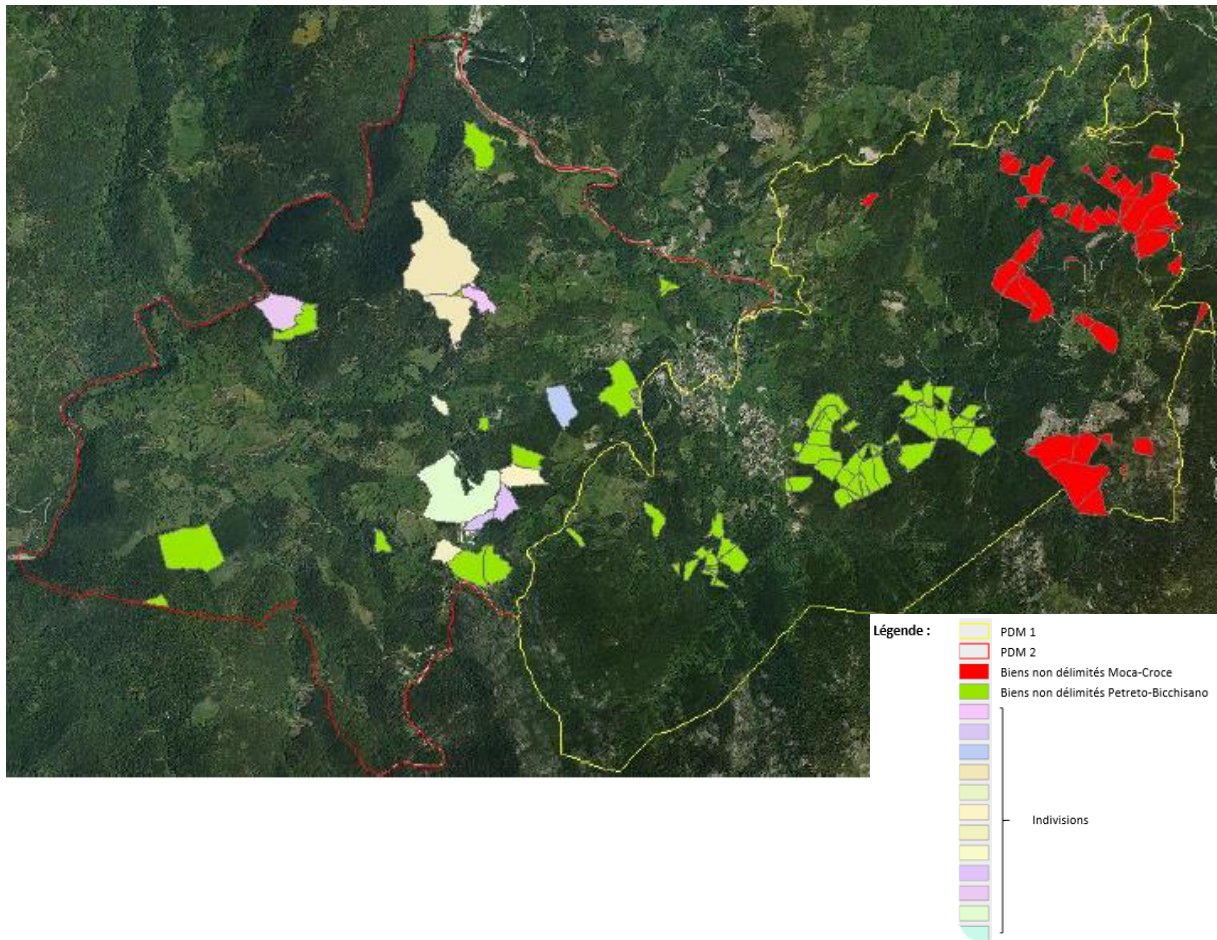 Légende :
PDM 1
PDM 2
Biens non délimités Moca-Croce
Biens non délimités Petreto-Bicchisano
Indivisions